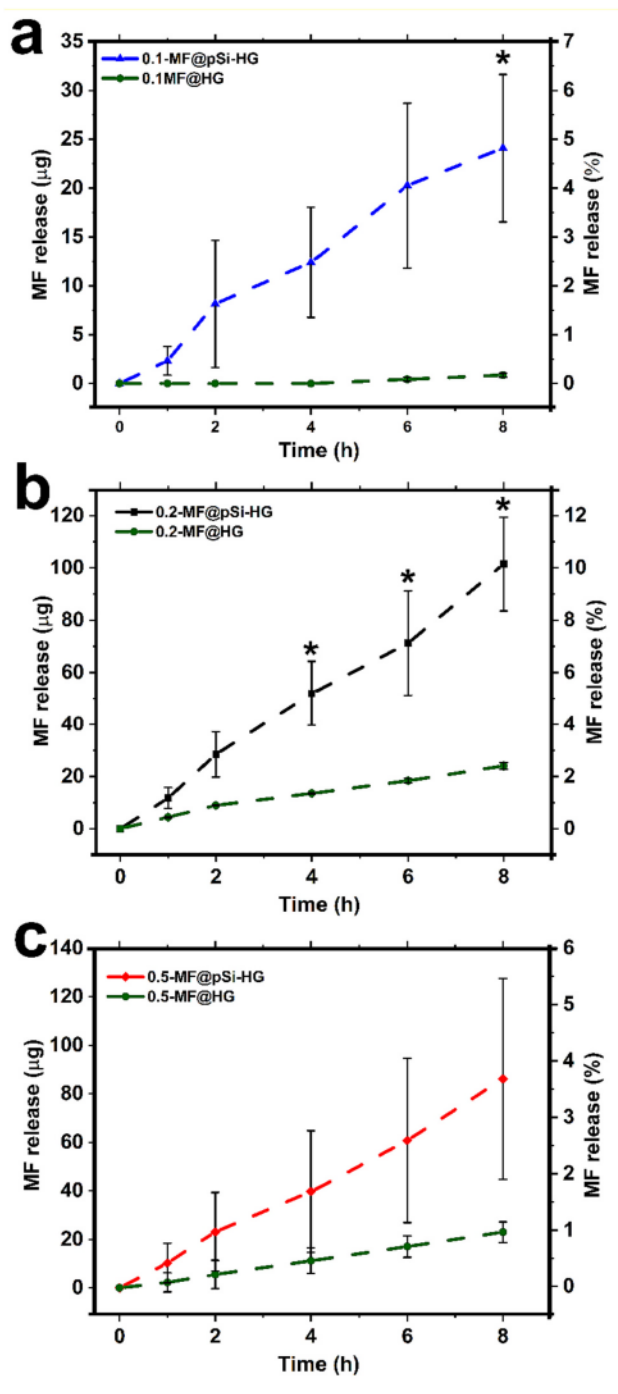 a
35
30
25
20
15
10
5
0
MF release (µg)
0.1-MF@pSi-HG
0.1MF@HG
*
7
6
5
4
3
2
1
0
MF release (%)
0 2 4 6 8
Time (h)
b
120
100
80
60
40
20
0
MF release (µg)
0.2-MF@pSi-HG
0.2-MF@HG
* * *
12
10
8
6
4
2
0
MF release (%)
0 2 4 6 8
Time (h)
c
140
120
100
80
60
40
20
0
MF release (µg)
0.5-MF@pSi-HG
0.5-MF@HG
6
5
4
3
2
1
0
MF release (%)
0 2 4 6 8
Time (h)